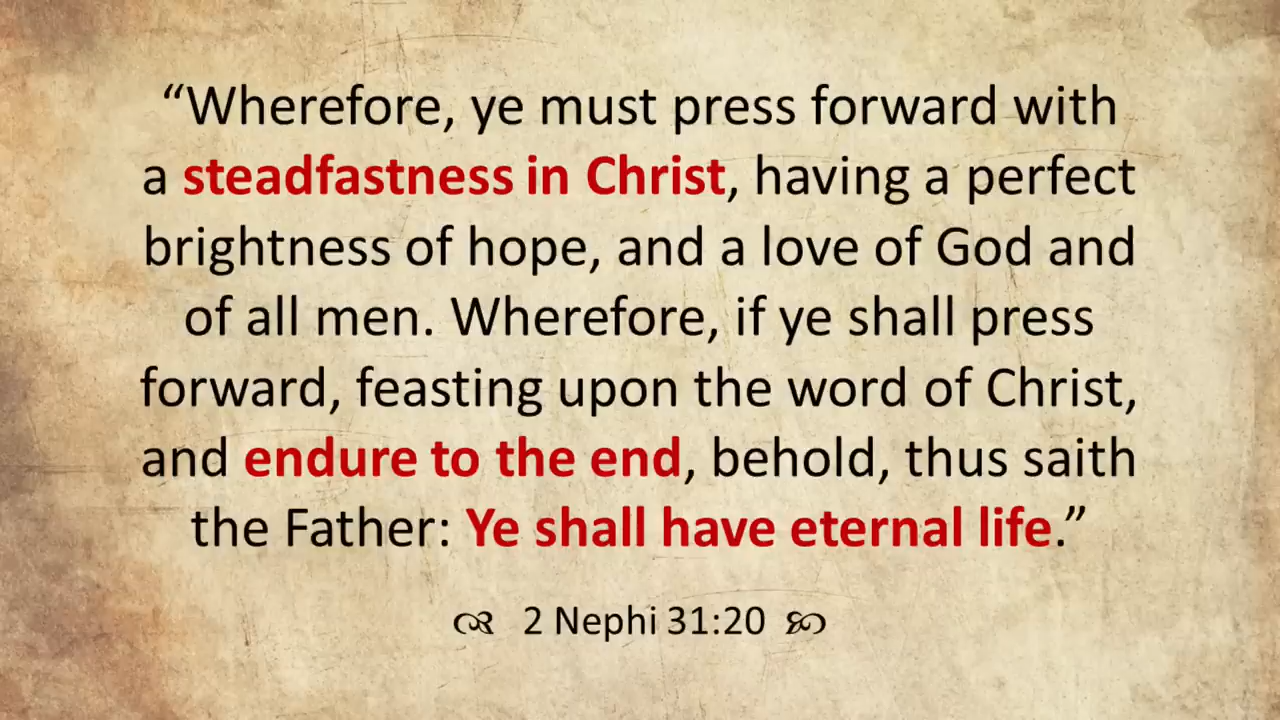 “Wherefore, ye must press forward with
a steadfastness in Christ, having a perfect
brightness of hope, and a love of God and
of all men. Wherefore, if ye shall press
forward, feasting upon the word of Christ,
and endure to the end, behold, thus saith
the Father: Ye shall have eternal life.”
2 Nephi 31:20